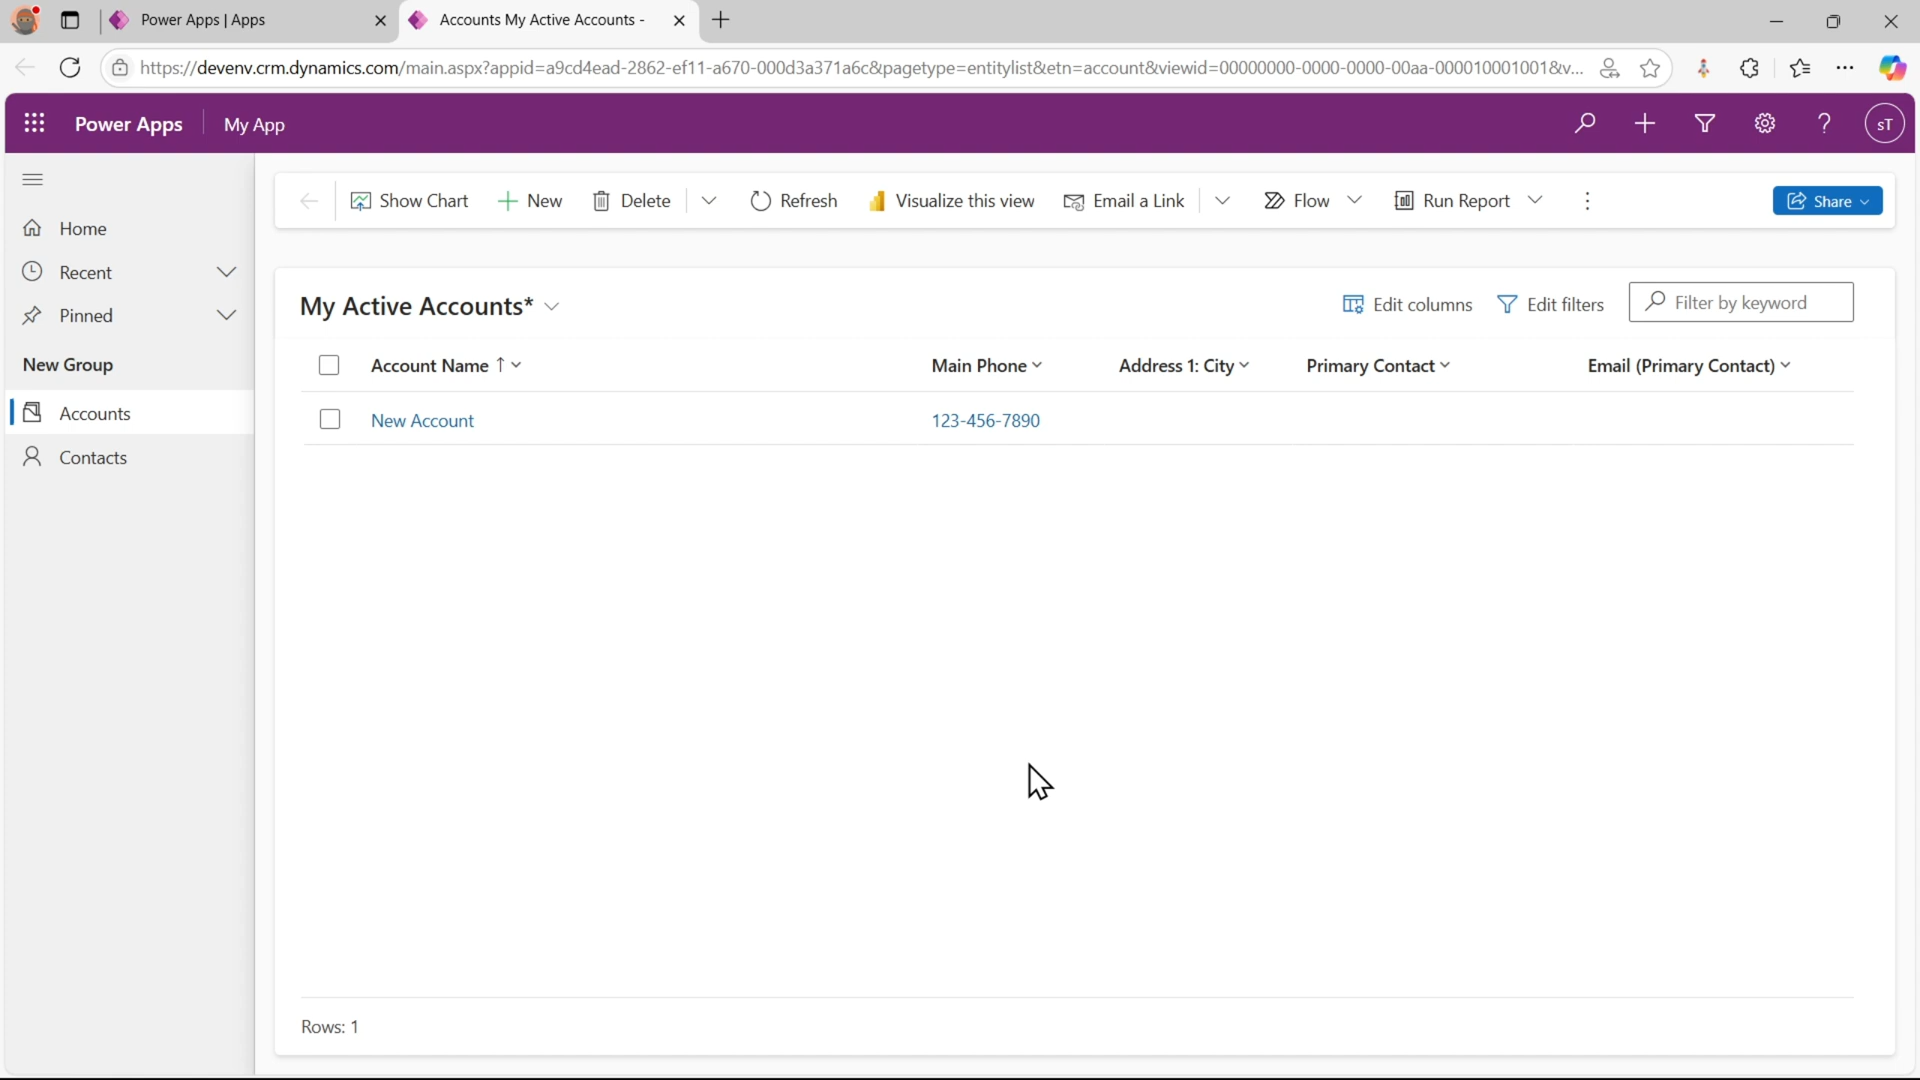 Power Apps | Apps
Accounts My Active Accounts -
https://devenv.crm.dynamics.com/main.aspx?appid=a9cd4ead-2862-ef11-a670-000d3a371a6c&pagetype=entitylist&etn=account&viewid=00000000-0000-0000-00aa-000010001001&v...
Power Apps
My App
sT
Show Chart
New
Delete
Refresh
Visualize this view
Email a Link
Flow
Run Report
Share
Home
Recent
Pinned
New Group
Accounts
Contacts
My Active Accounts*
Edit columns
Edit filters
Filter by keyword
Account Name ↑
Main Phone
Address 1: City
Primary Contact
Email (Primary Contact)
New Account
123-456-7890
Rows: 1